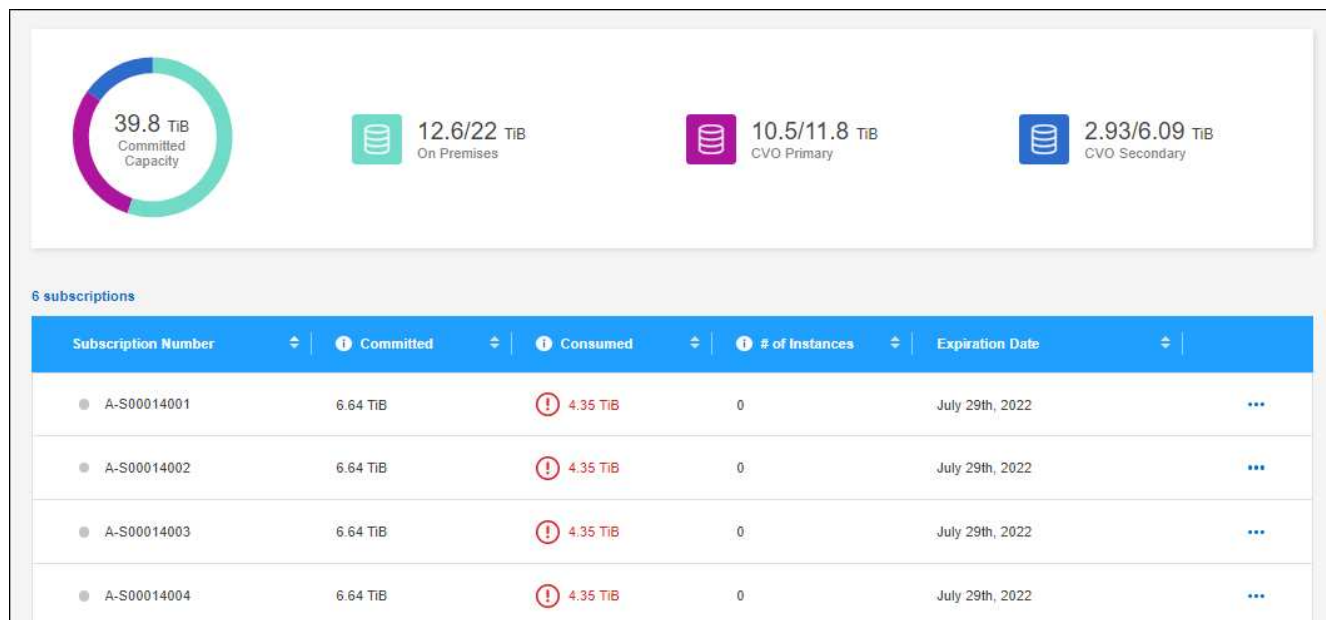 39.8 TiB
Committed
Capacity
12.6/22 TiB
On Premises
10.5/11.8 TiB
CVO Primary
2.93/6.09 TiB
CVO Secondary
6 subscriptions
Subscription Number Committed Consumed # of Instances Expiration Date
A-S00014001 6.64 TiB 4.35 TiB 0 July 29th, 2022
A-S00014002 6.64 TiB 4.35 TiB 0 July 29th, 2022
A-S00014003 6.64 TiB 4.35 TiB 0 July 29th, 2022
A-S00014004 6.64 TiB 4.35 TiB 0 July 29th, 2022